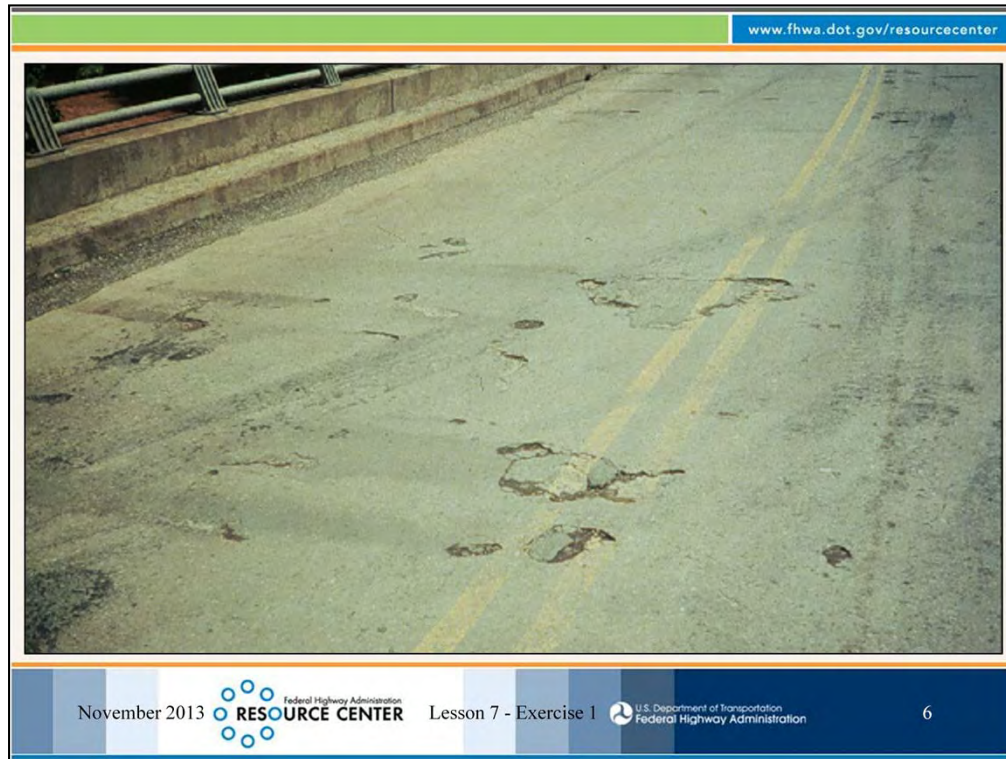 www.fhwa.dot.gov/resourcecenter
November 2013
Federal Highway Administration
RESOURCE CENTER
Lesson 7 - Exercise 1
U.S. Department of Transportation
Federal Highway Administration
6